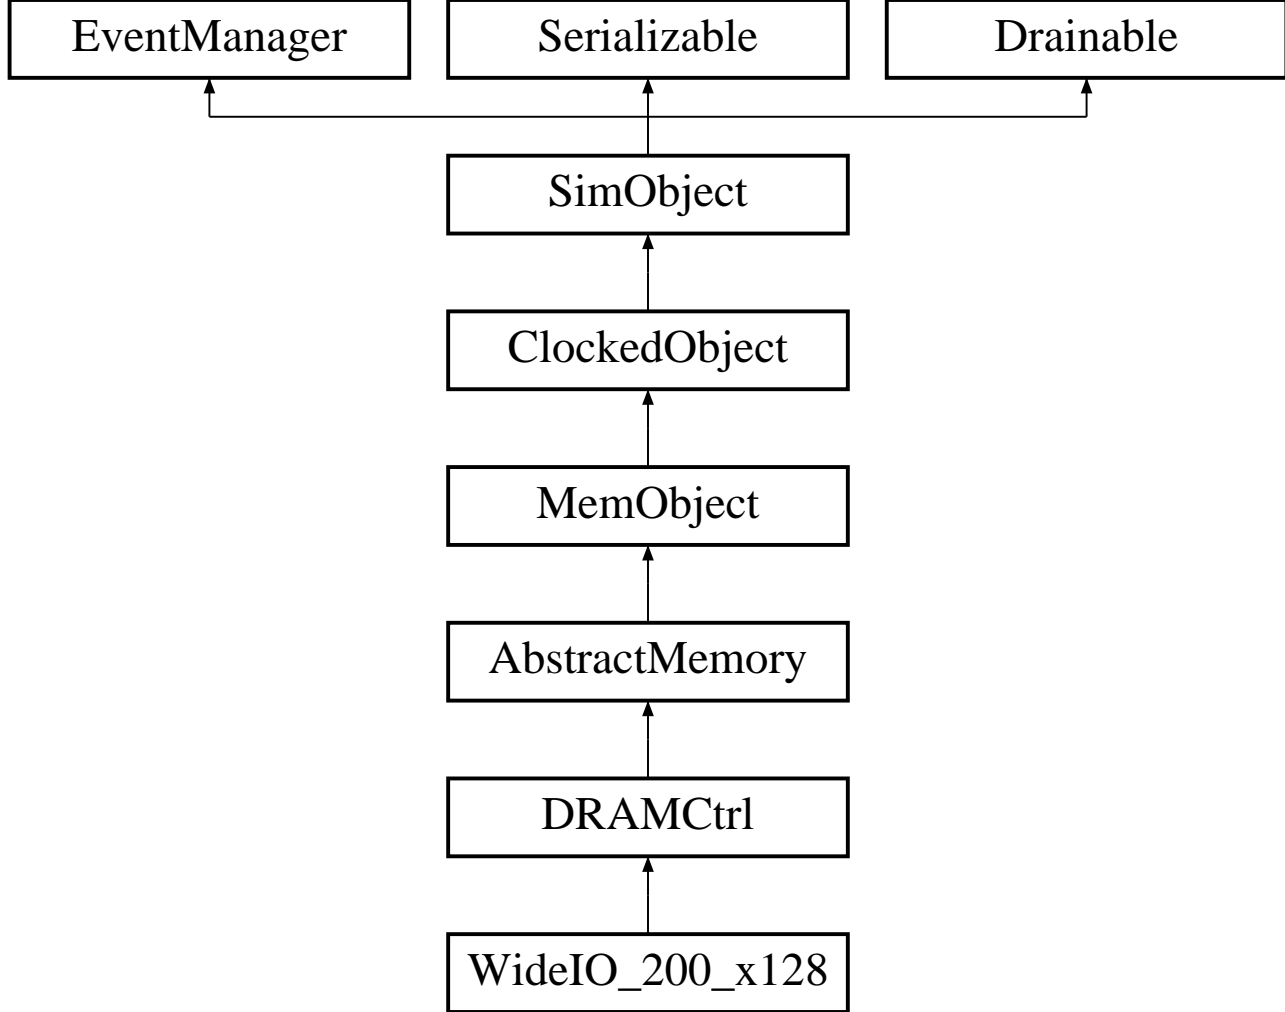 EventManager Serializable Drainable
SimObject
ClockedObject
MemObject
AbstractMemory
DRAMCtrl
WideIO_200_x128